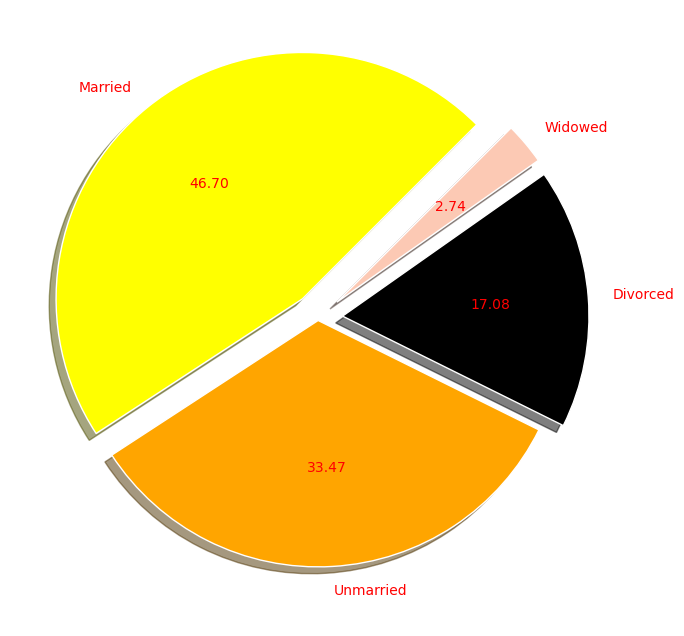 Married
Widowed
46.70
2.74
Divorced
17.08
33.47
Unmarried